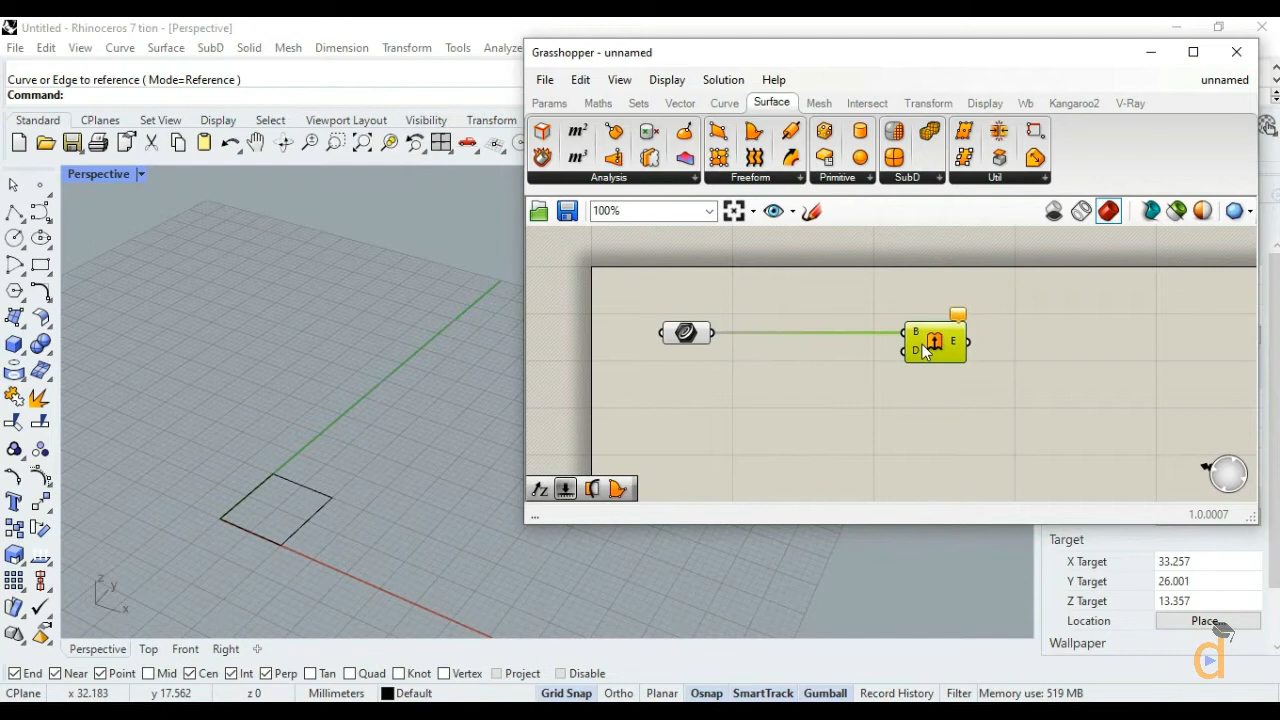 Untitled - Rhinoceros 7 tion - [Perspective]
File Edit View Curve Surface SubD Solid Mesh Dimension Transform Tools Analyze
Curve or Edge to reference ( Mode=Reference )
Command:
Standard CPlanes Set View Display Select Viewport Layout Visibility Transform
Perspective
Grasshopper - unnamed
File Edit View Display Solution Help unnamed
Params Maths Sets Vector Curve Surface Mesh Intersect Transform Display Wb Kangaroo2 V-Ray
m²
m³
Analysis Freeform Primitive SubD Util
100%
B
D E
...
1.0.0007
z
y
x
Target
X Target 33.257
Y Target 26.001
Z Target 13.357
Location Place...
Wallpaper
d
Perspective Top Front Right
End Near Point Mid Cen Int Perp Tan Quad Knot Vertex Project Disable
CPlane x 32.183 y 17.562 z 0 Millimeters Default Grid Snap Ortho Planar Osnap SmartTrack Gumball Record History Filter Memory use: 519 MB